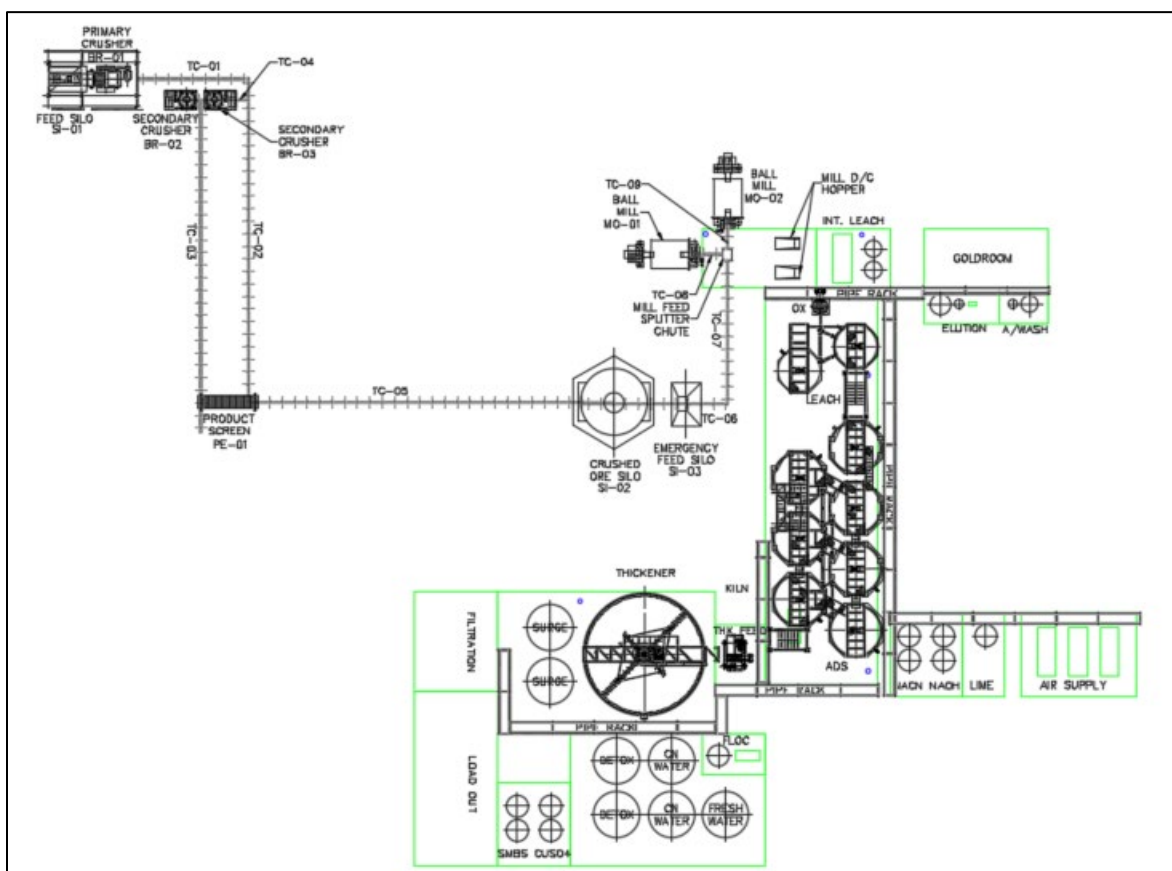 PRIMARY
CRUSHER
BR-01
TC-01
TC-04
FEED SILO
SI-01
SECONDARY
CRUSHER
BR-02
SECONDARY
CRUSHER
BR-03
TC-03
TC-02
PRODUCT
SCREEN
PE-01
TC-05
CRUSHED
ORE SILO
SI-02
EMERGENCY
FEED SILO
SI-03
TC-06
TC-07
TC-09
BALL
MILL
MO-01
BALL
MILL
MO-02
TC-08
MILL FEED
SPLITTER
CHUTE
MILL D/C
HOPPER
INT. LEACH
GOLDROOM
PIPE RACK
OX
ELUTION
A/WASH
LEACH
PIPE RACK
THICKENER
KILN
THK FEED
ADS
FILTRATION
SURGE
SURGE
PIPE RACK
PIPE RACK
NACN
NAOH
LIME
AIR SUPPLY
LOAD OUT
DETOX
CN
WATER
FLOC
DETOX
CN
WATER
FRESH
WATER
SMBS
CUSO4